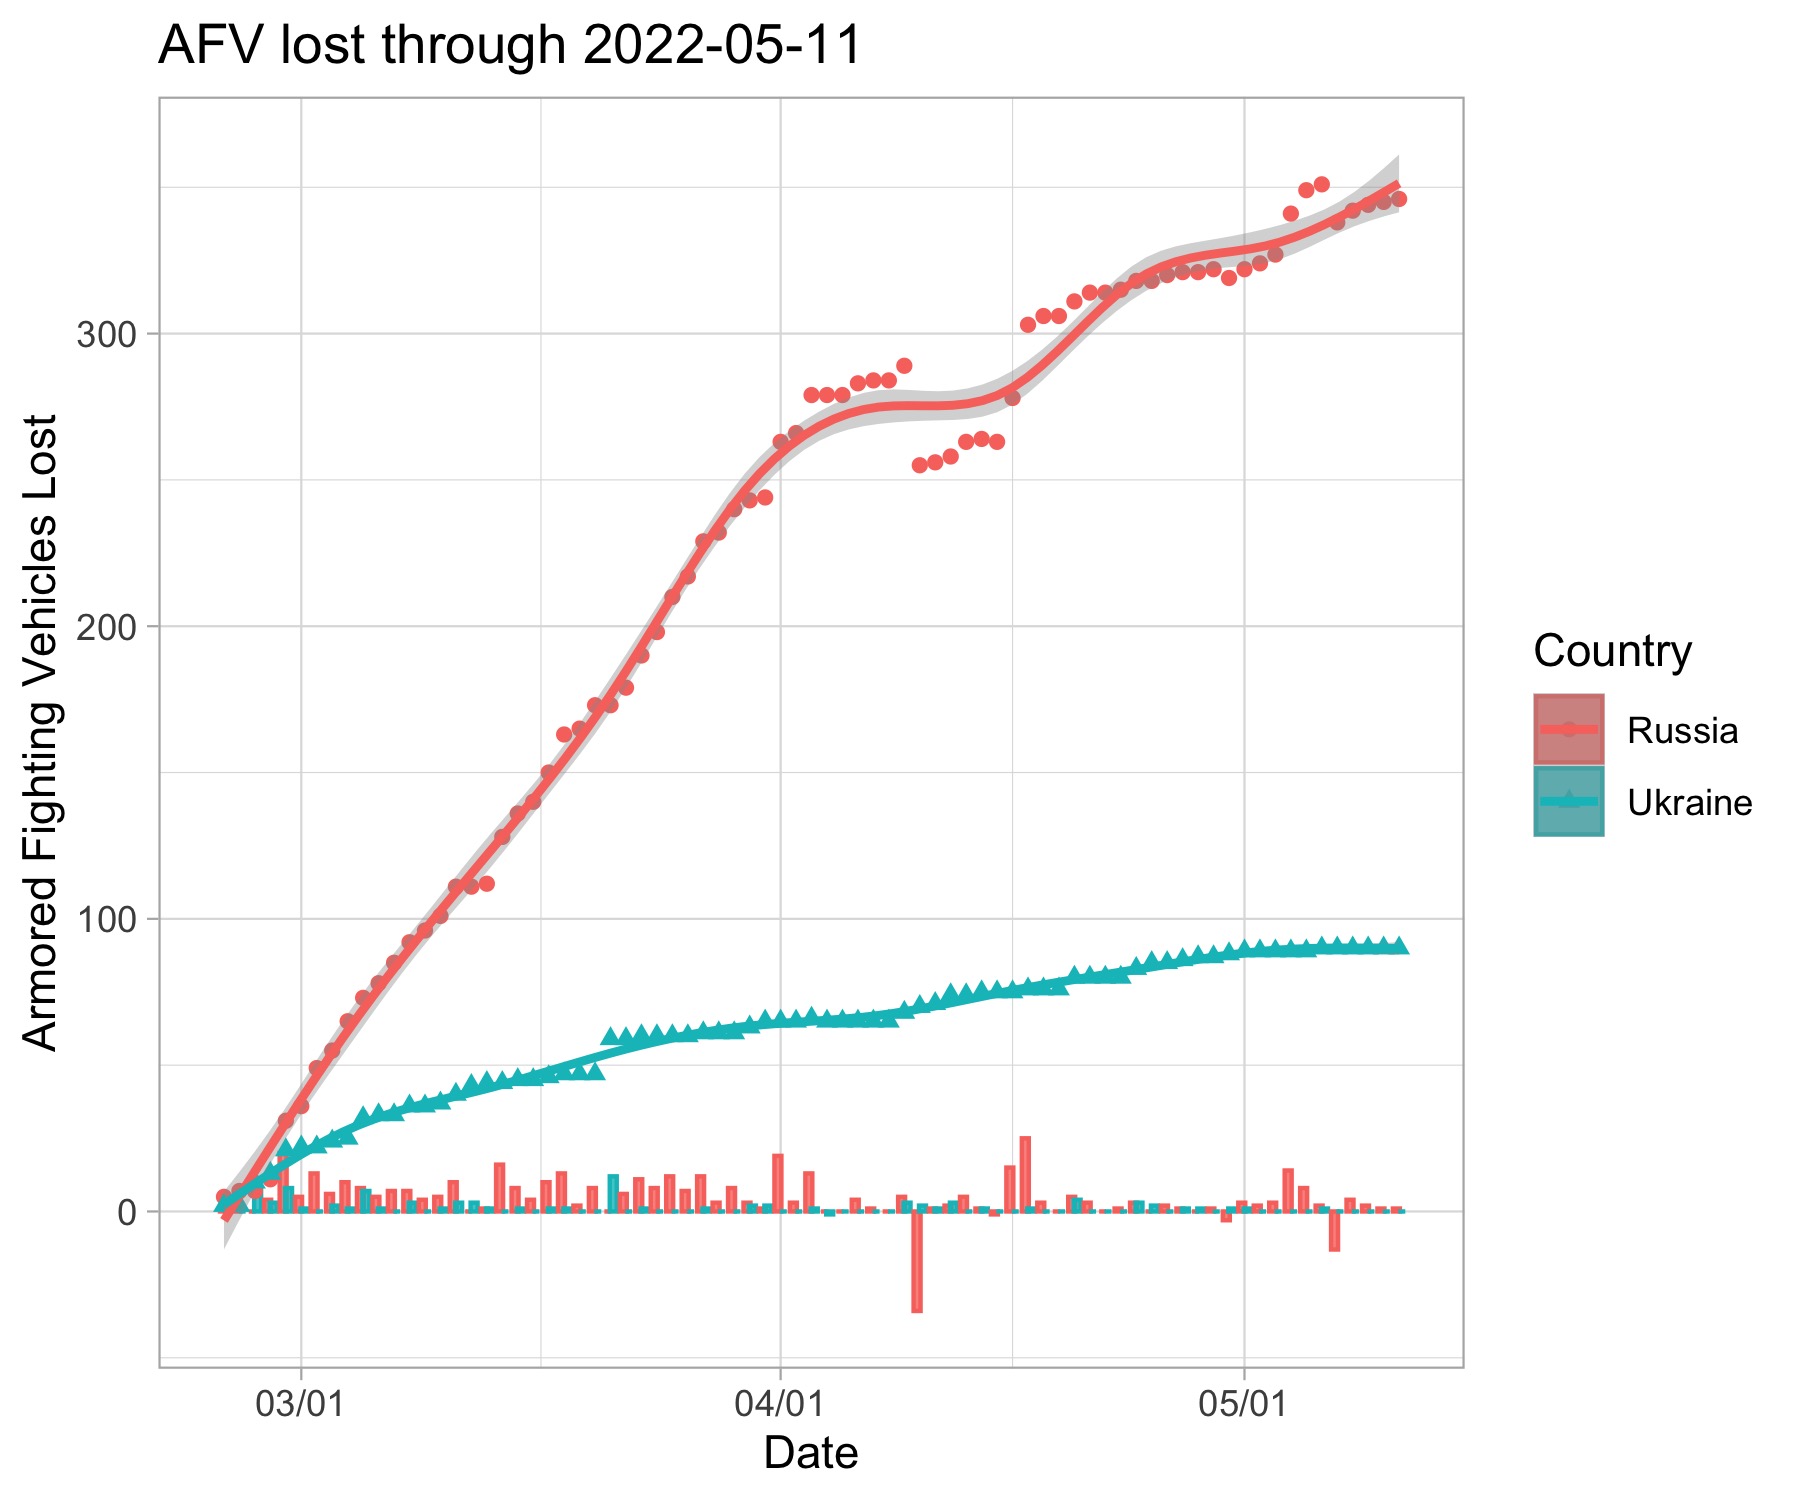 AFV lost through 2022-05-11
Armored Fighting Vehicles Lost
300
200
100
0
03/01
04/01
05/01
Date
Country
Russia
Ukraine